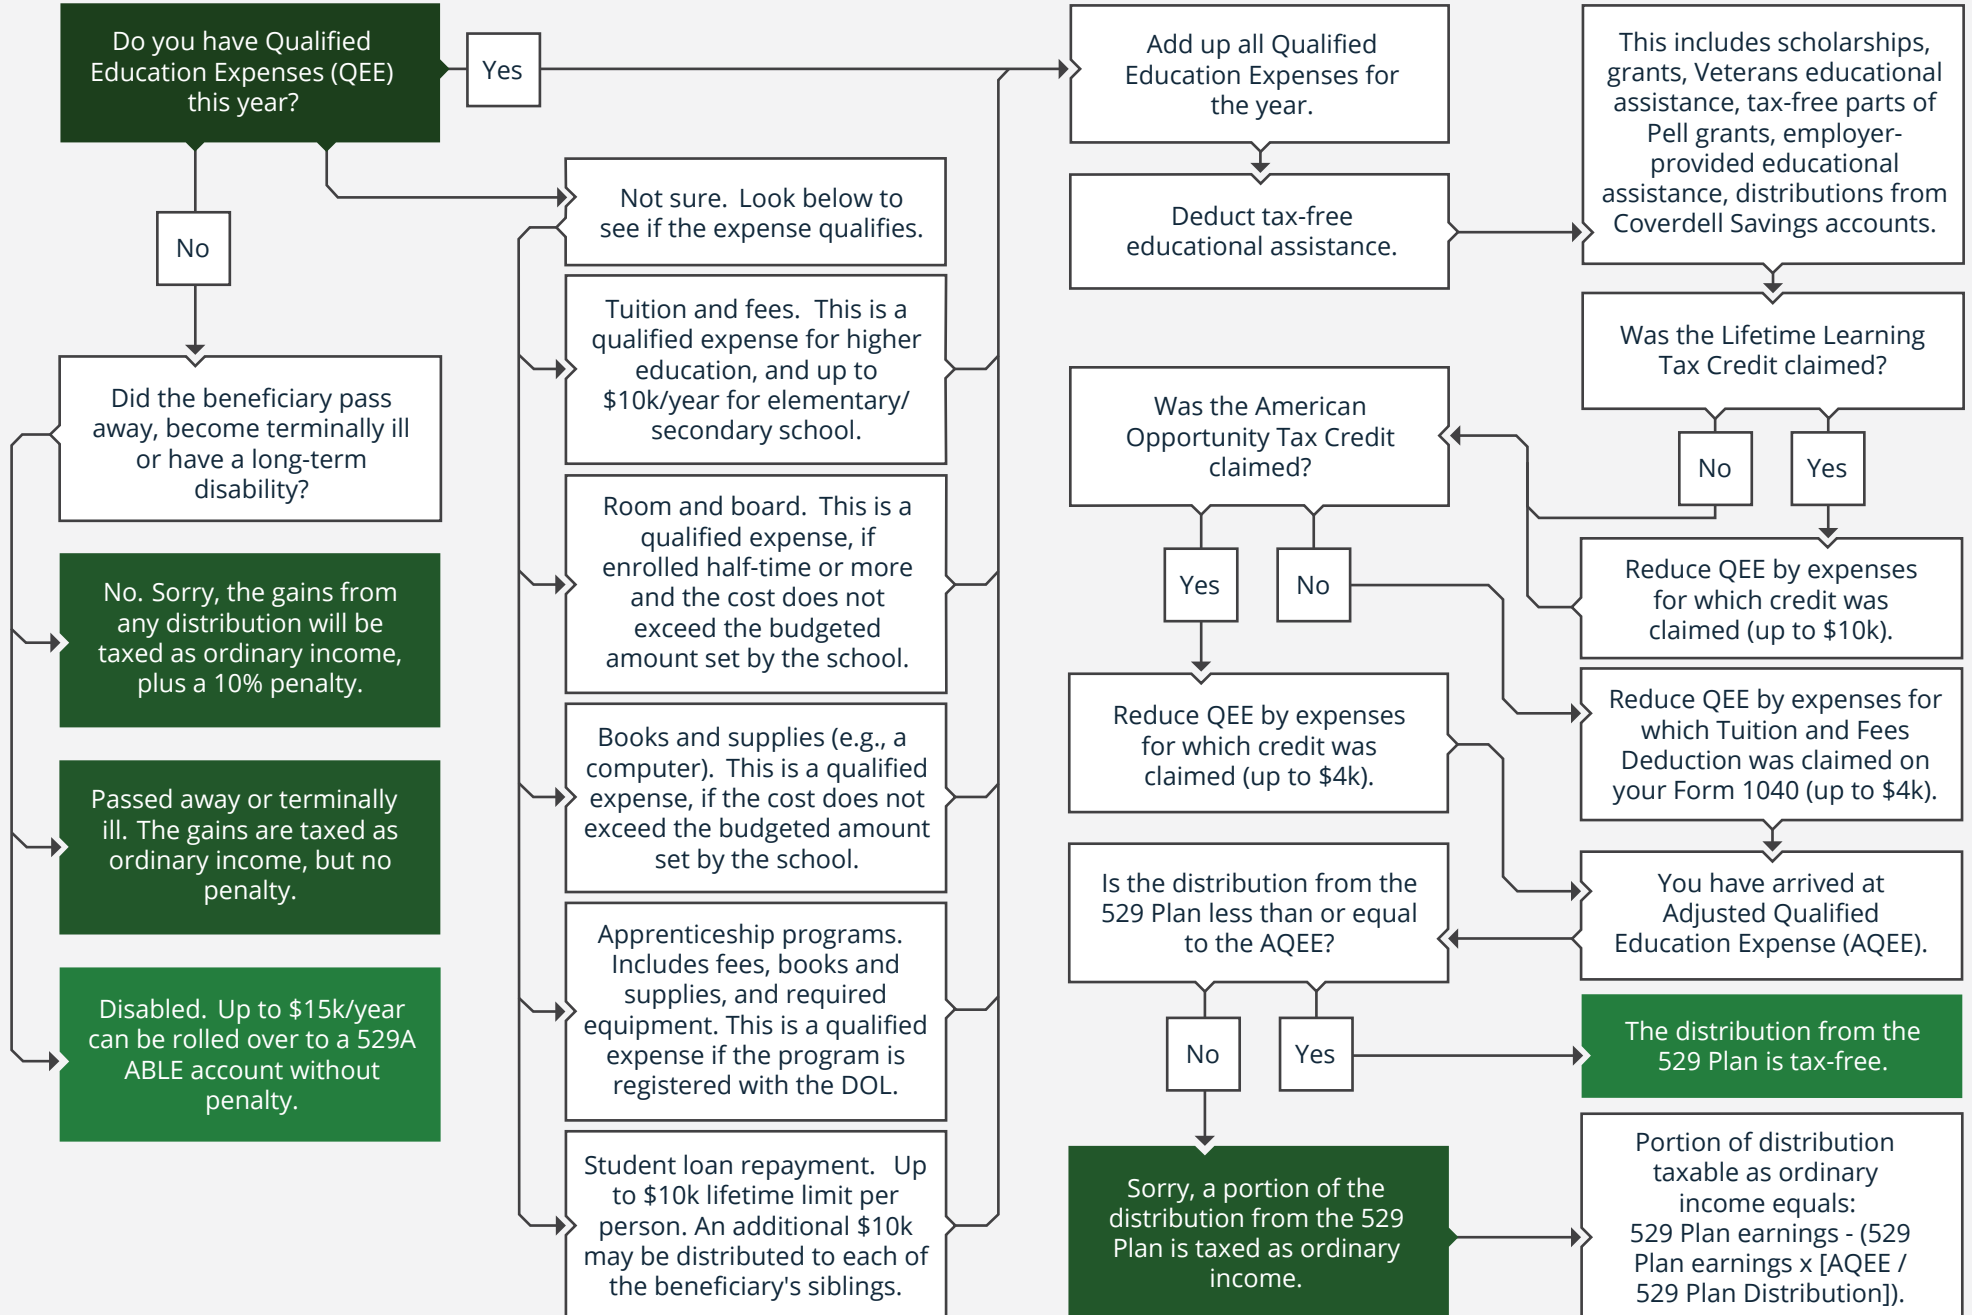 Do you have Qualified
Education Expenses (QEE)
this year?
Yes
No
Did the beneficiary pass
away, become terminally ill
or have a long-term
disability?
No. Sorry, the gains from
any distribution will be
taxed as ordinary income,
plus a 10% penalty.
Passed away or terminally
ill. The gains are taxed as
ordinary income, but no
penalty.
Disabled. Up to $15k/year
can be rolled over to a 529A
ABLE account without
penalty.
Not sure. Look below to
see if the expense qualifies.
Tuition and fees. This is a
qualified expense for higher
education, and up to
$10k/year for elementary/
secondary school.
Room and board. This is a
qualified expense, if
enrolled half-time or more
and the cost does not
exceed the budgeted
amount set by the school.
Books and supplies (e.g., a
computer). This is a qualified
expense, if the cost does not
exceed the budgeted amount
set by the school.
Apprenticeship programs.
Includes fees, books and
supplies, and required
equipment. This is a qualified
expense if the program is
registered with the DOL.
Student loan repayment. Up
to $10k lifetime limit per
person. An additional $10k
may be distributed to each of
the beneficiary's siblings.
Add up all Qualified
Education Expenses for
the year.
Deduct tax-free
educational assistance.
This includes scholarships,
grants, Veterans educational
assistance, tax-free parts of
Pell grants, employer-
provided educational
assistance, distributions from
Coverdell Savings accounts.
Was the Lifetime Learning
Tax Credit claimed?
No
Yes
Reduce QEE by expenses
for which credit was
claimed (up to $10k).
Was the American
Opportunity Tax Credit
claimed?
Yes
No
Reduce QEE by expenses
for which credit was
claimed (up to $4k).
Reduce QEE by expenses for
which Tuition and Fees
Deduction was claimed on
your Form 1040 (up to $4k).
You have arrived at
Adjusted Qualified
Education Expense (AQEE).
Is the distribution from the
529 Plan less than or equal
to the AQEE?
No
Yes
The distribution from the
529 Plan is tax-free.
Sorry, a portion of the
distribution from the 529
Plan is taxed as ordinary
income.
Portion of distribution
taxable as ordinary
income equals:
529 Plan earnings - (529
Plan earnings x [AQEE /
529 Plan Distribution]).